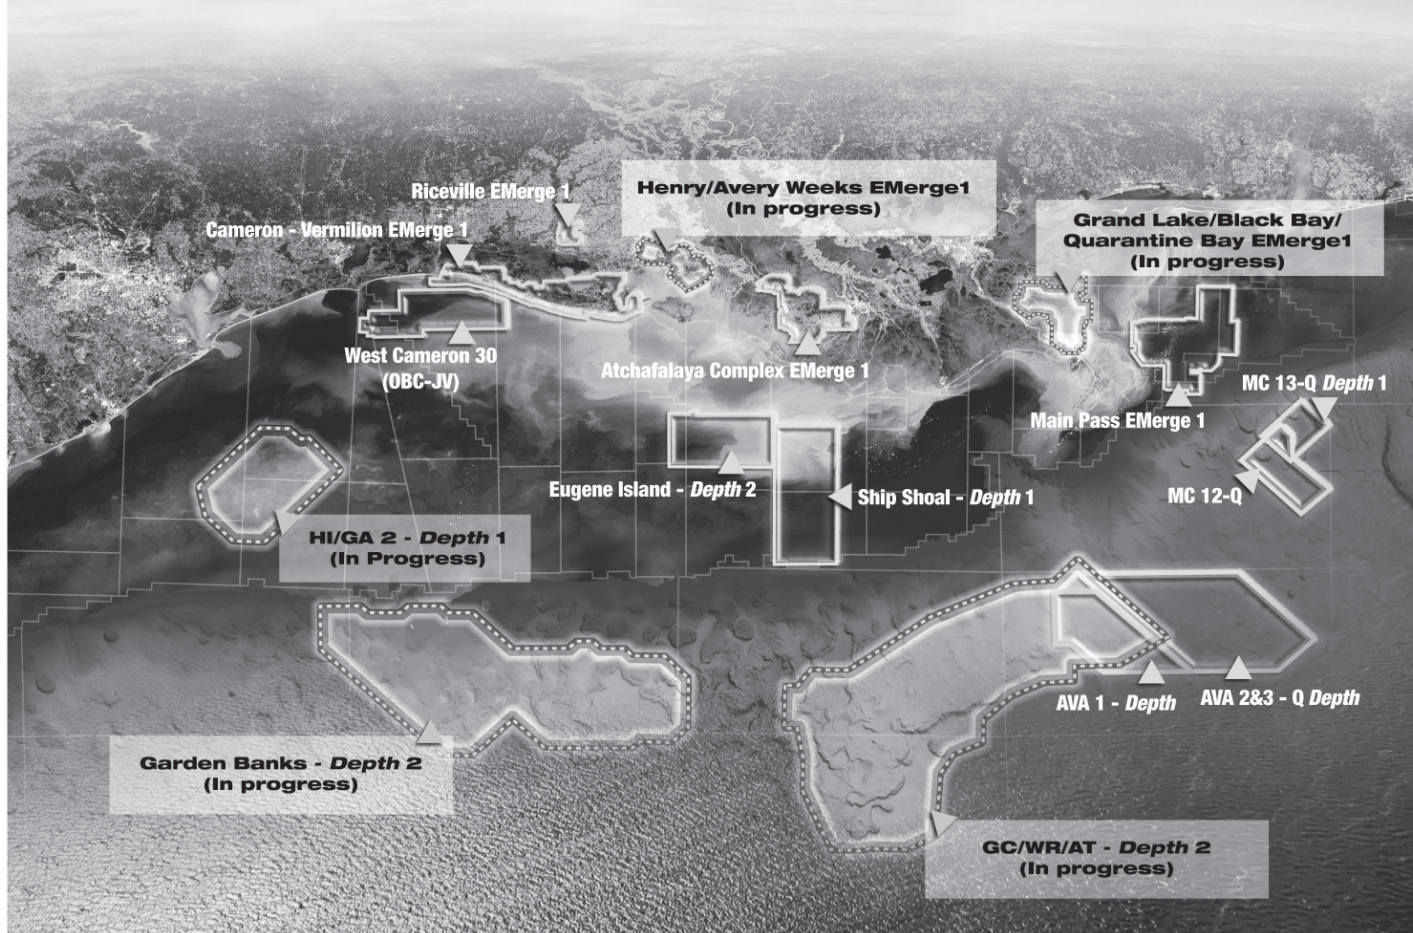 Riceville EMerge 1
Henry/Avery Weeks EMerge1
(In progress)
Cameron - Vermilion EMerge 1
Grand Lake/Black Bay/
Quarantine Bay EMerge1
(In progress)
West Cameron 30
(OBC-JV)
Atchafalaya Complex EMerge 1
MC 13-Q Depth 1
Main Pass EMerge 1
Eugene Island - Depth 2
Ship Shoal - Depth 1
MC 12-Q
HI/GA 2 - Depth 1
(In Progress)
AVA 1 - Depth
AVA 2&3 - Q Depth
Garden Banks - Depth 2
(In progress)
GC/WR/AT - Depth 2
(In progress)